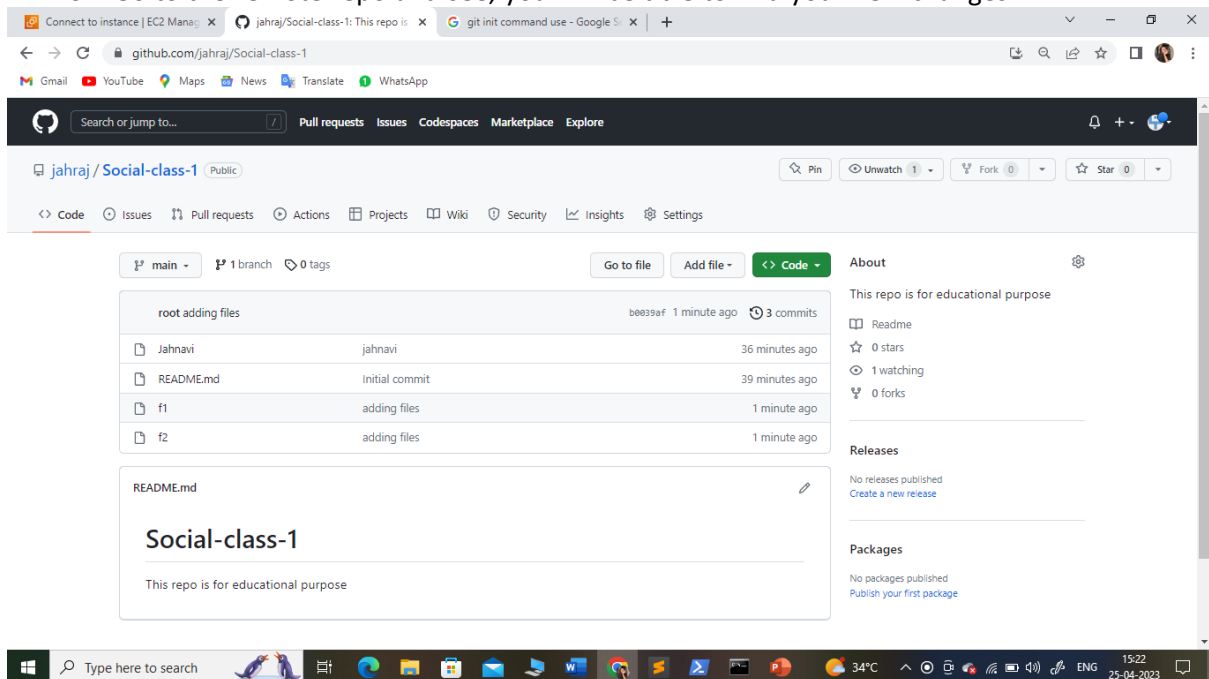 Connect to instance | EC2 Manag
jahraj/Social-class-1: This repo is
git init command use - Google Se
github.com/jahraj/Social-class-1
Gmail YouTube Maps News Translate WhatsApp
Search or jump to... / Pull requests Issues Codespaces Marketplace Explore
jahraj / Social-class-1 Public Pin Unwatch 1 Fork 0 Star 0
Code Issues Pull requests Actions Projects Wiki Security Insights Settings
main 1 branch 0 tags Go to file Add file Code
root adding files be039af 1 minute ago 3 commits
Jahnavi jahnavi 36 minutes ago
README.md Initial commit 39 minutes ago
f1 adding files 1 minute ago
f2 adding files 1 minute ago
README.md
Social-class-1
This repo is for educational purpose
About
This repo is for educational purpose
Readme
0 stars
1 watching
0 forks
Releases
No releases published
Create a new release
Packages
No packages published
Publish your first package
Type here to search 34°C ENG 15:22
25-04-2023